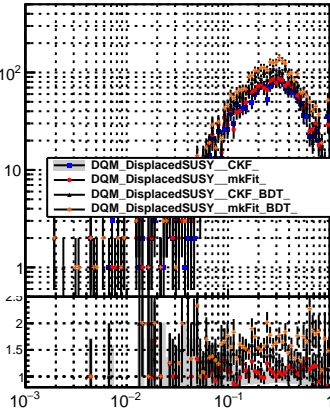 10²
10
DQM_DisplacedSUSY__CKF_
DQM_DisplacedSUSY__mkFit_
DQM_DisplacedSUSY__CKF_BDT_
DQM_DisplacedSUSY__mkFit_BDT_
1
2.5
2
1.5
1
10⁻³ 10⁻² 10⁻¹ 1